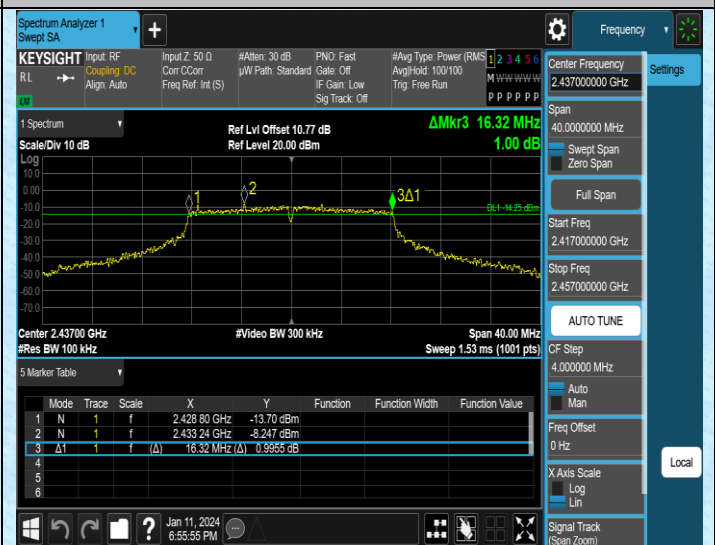 Spectrum Analyzer 1
Swept SA
+
Frequency
KEYSIGHT
RL
Input: RF
Coupling: DC
Align: Auto
Input Z: 50 Ω
Corr CCorr
Freq Ref: Int (S)
#Atten: 30 dB
µW Path: Standard
PNO: Fast
Gate: Off
IF Gain: Low
Sig Track: Off
#Avg Type: Power (RMS
Avg|Hold: 100/100
Trig: Free Run
1 2 3 4 5 6
M W W W W W
P P P P P P
LXI
1 Spectrum
Scale/Div 10 dB
Ref Lvl Offset 10.77 dB
Ref Level 20.00 dBm
ΔMkr3 16.32 MHz
1.00 dB
Log
10.0
0.00
-10.0
-20.0
-30.0
-40.0
-50.0
-60.0
-70.0
1
2
3Δ1
DL1 -14.25 dBm
Center 2.43700 GHz
#Video BW 300 kHz
Span 40.00 MHz
#Res BW 100 kHz
Sweep 1.53 ms (1001 pts)
5 Marker Table
Mode Trace Scale X Y Function Function Width Function Value
1 N 1 f 2.428 80 GHz -13.70 dBm
2 N 1 f 2.433 24 GHz -8.247 dBm
3 Δ1 1 f (Δ) 16.32 MHz (Δ) 0.9955 dB
4
5
6
Jan 11, 2024
6:55:55 PM
?
Center Frequency
2.437000000 GHz
Settings
Span
40.0000000 MHz
Swept Span
Zero Span
Full Span
Start Freq
2.417000000 GHz
Stop Freq
2.457000000 GHz
AUTO TUNE
CF Step
4.000000 MHz
Auto
Man
Freq Offset
0 Hz
X Axis Scale
Log
Lin
Local
Signal Track
(Span Zoom)